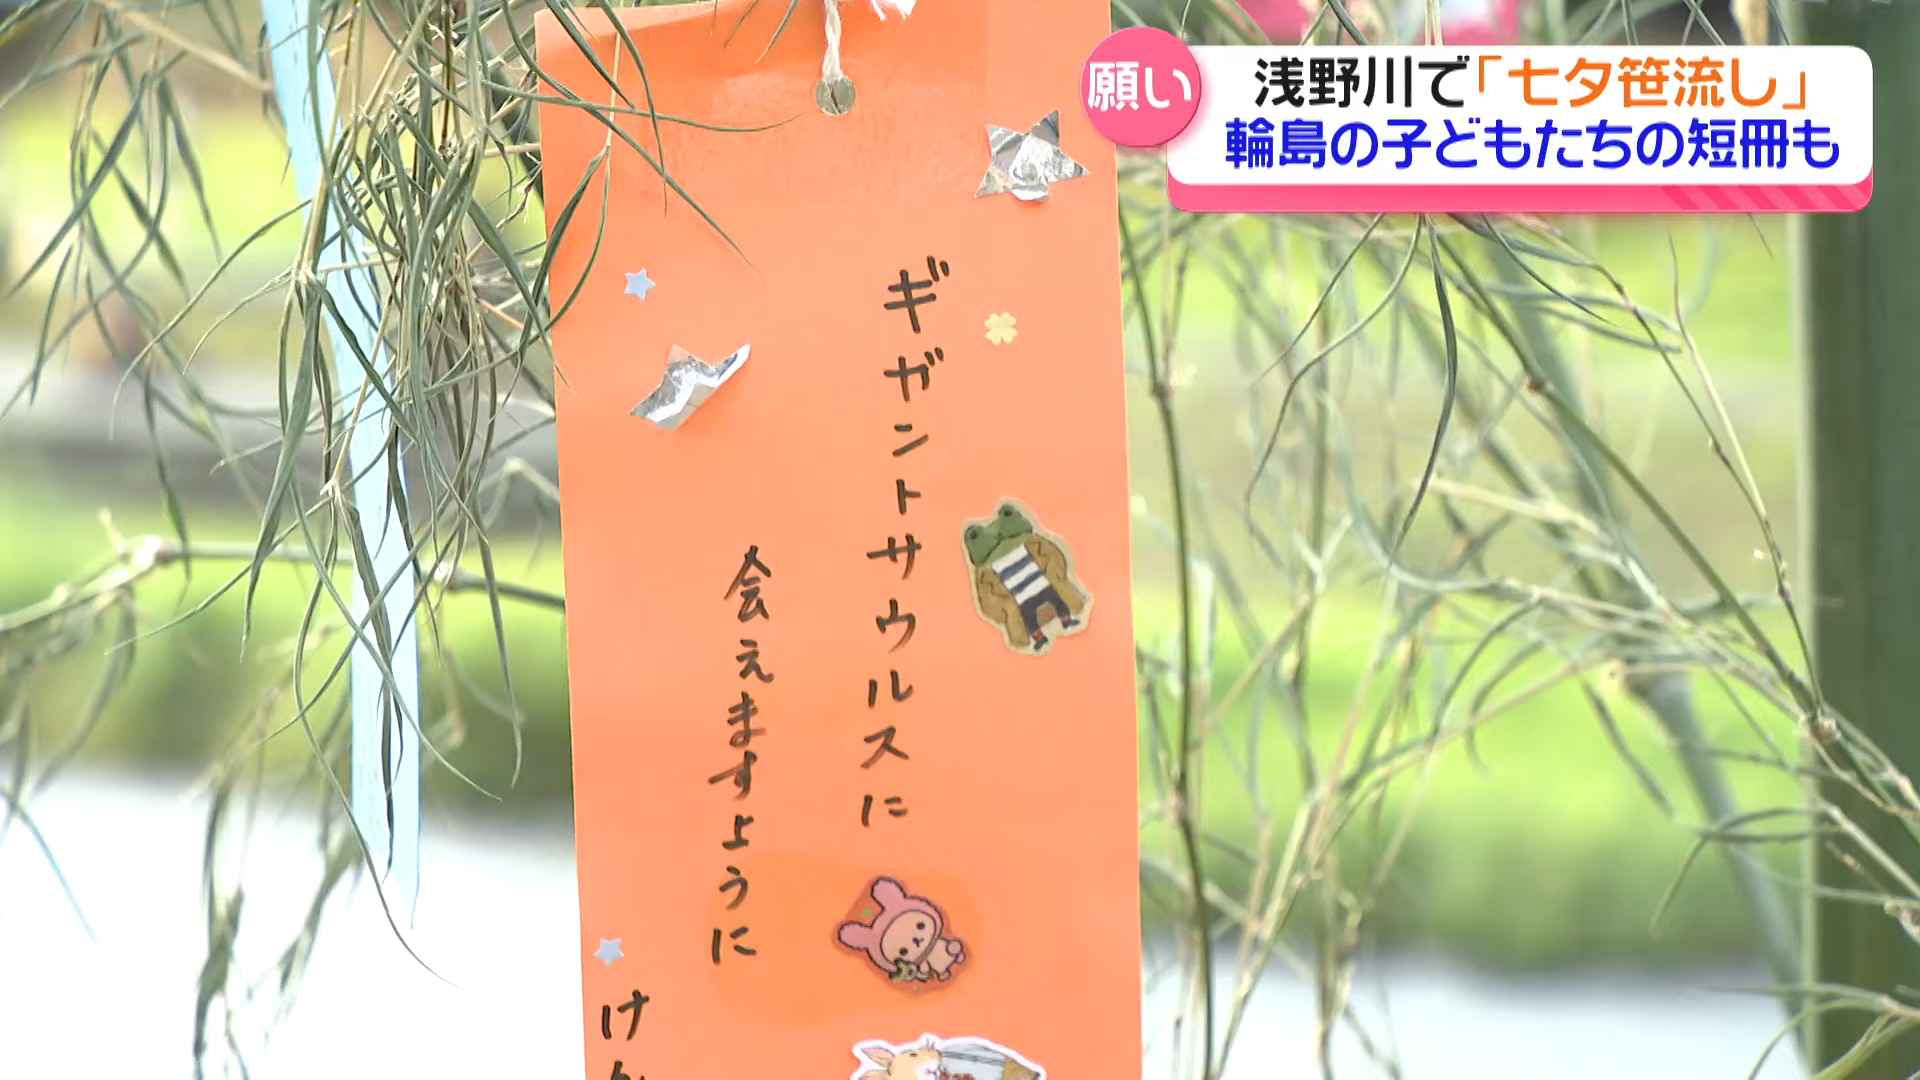 願い
浅野川で「七夕笹流し」
輪島の子どもたちの短冊も
ギガントサウルスに
会えますように
け